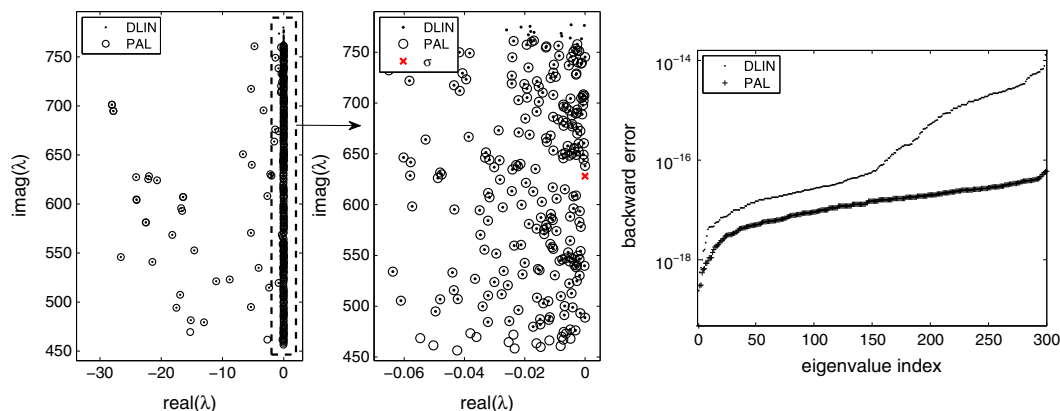 DLIN
PAL
750
700
650
600
550
500
450
imag(λ)
−30
−20
−10
0
real(λ)
DLIN
PAL
σ
750
700
650
600
550
500
450
imag(λ)
−0.06
−0.04
−0.02
0
real(λ)
DLIN
PAL
10−14
10−16
10−18
backward error
0
50
100
150
200
250
300
eigenvalue index